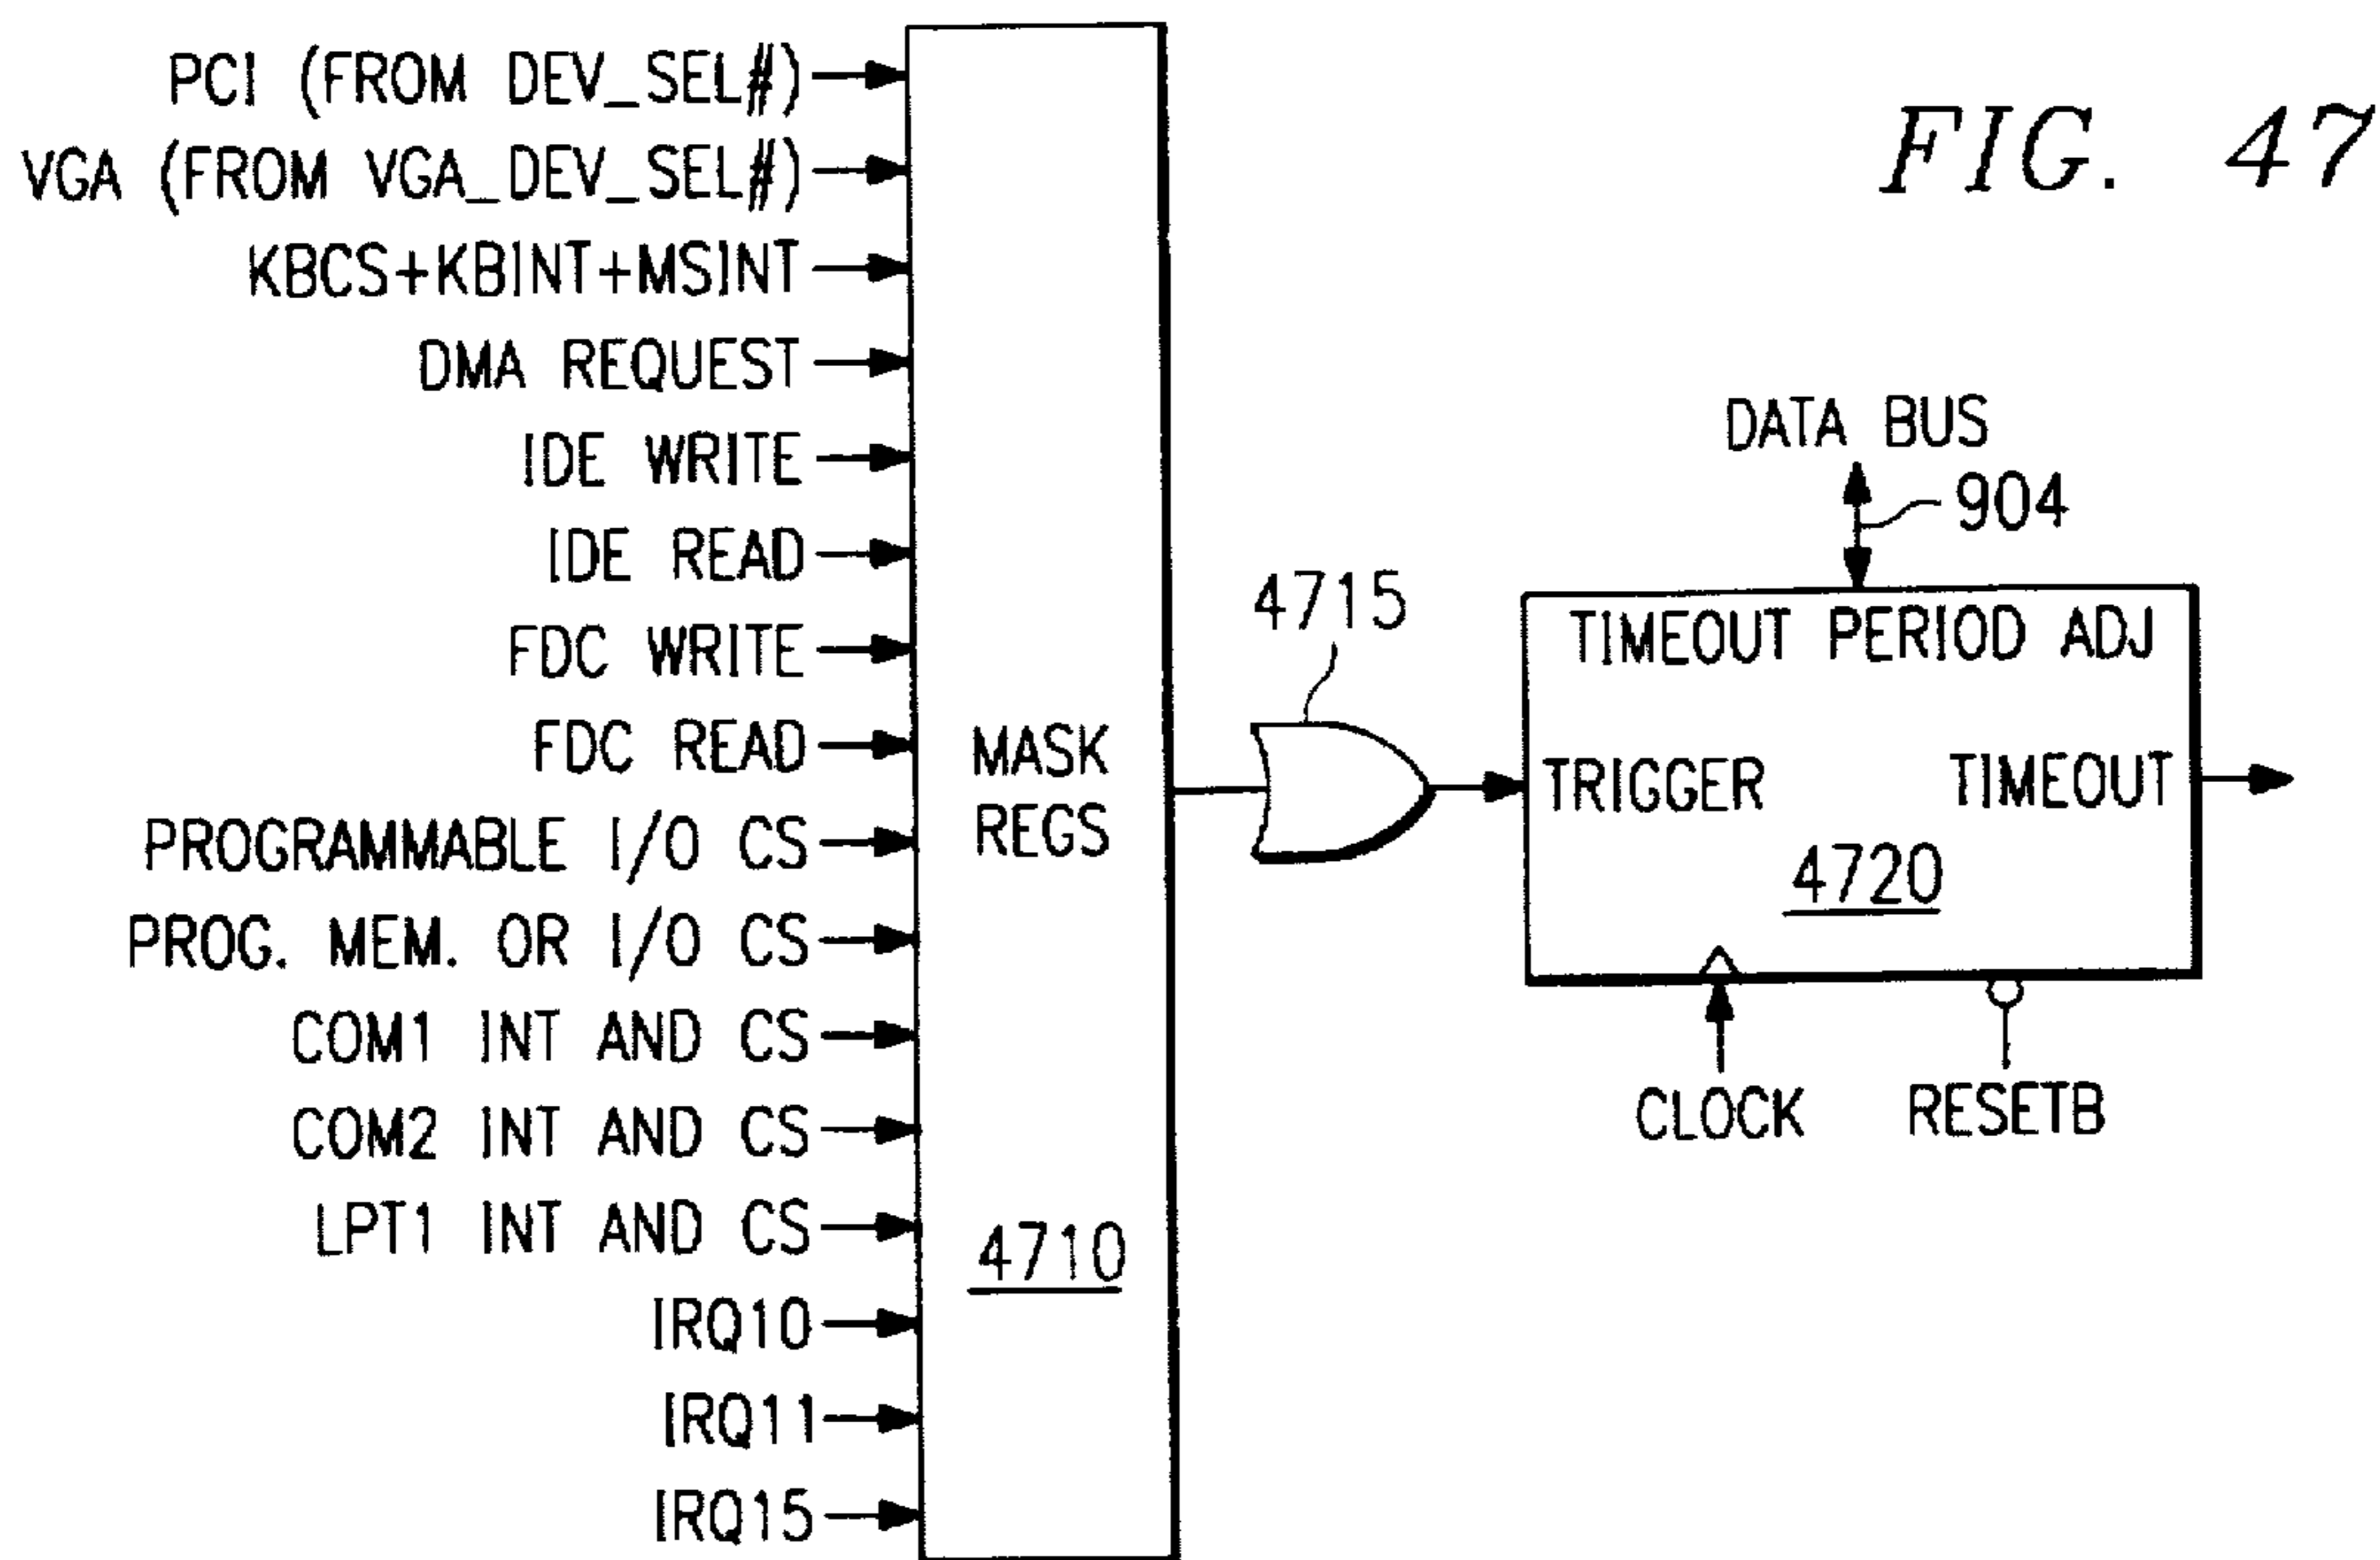 FIG. 47
PCI (FROM DEV_SEL#)
VGA (FROM VGA_DEV_SEL#)
KBCS+KBINT+MSINT
DMA REQUEST
IDE WRITE
IDE READ
FDC WRITE
FDC READ
PROGRAMMABLE I/O CS
PROG. MEM. OR I/O CS
COM1 INT AND CS
COM2 INT AND CS
LPT1 INT AND CS
IRQ10
IRQ11
IRQ15
MASK
REGS
4710
4715
DATA BUS
904
TIMEOUT PERIOD ADJ
TRIGGER
TIMEOUT
4720
CLOCK
RESETB